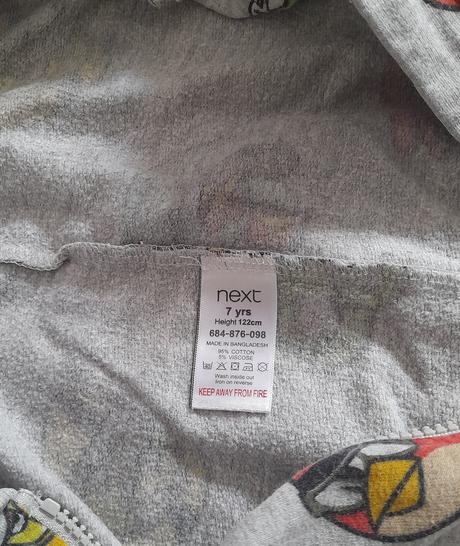 next
7 yrs
Height 122cm
684-876-098
MADE IN BANGLADESH
95% COTTON
5% VISCOSE
Wash inside out
Iron on reverse
KEEP AWAY FROM FIRE